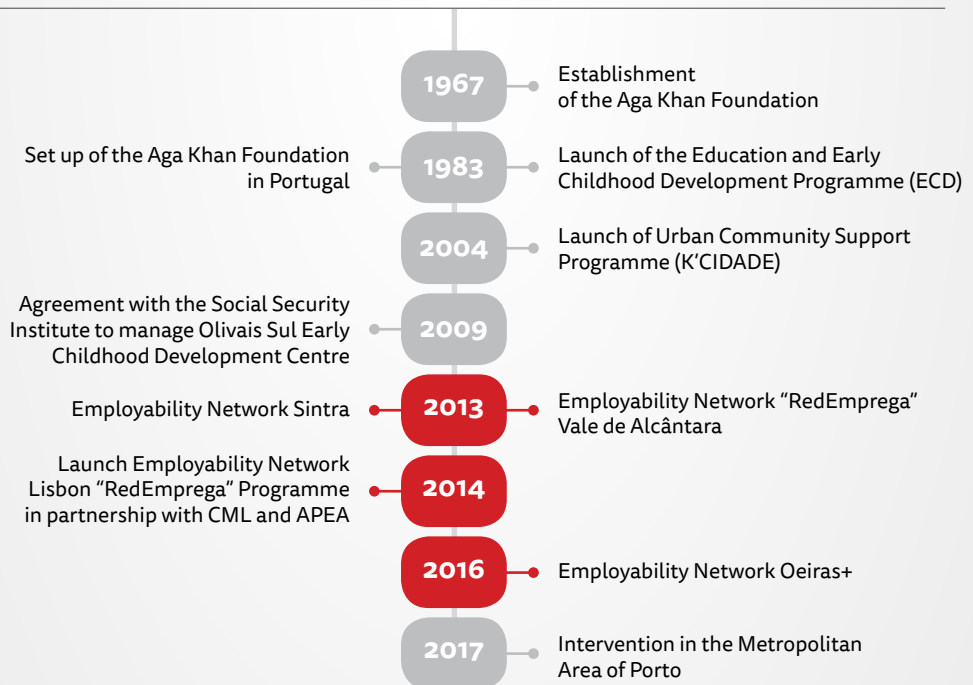 1967
Establishment
of the Aga Khan Foundation
Set up of the Aga Khan Foundation
in Portugal
1983
Launch of the Education and Early
Childhood Development Programme (ECD)
2004
Launch of Urban Community Support
Programme (K'CIDADE)
Agreement with the Social Security
Institute to manage Olivais Sul Early
Childhood Development Centre
2009
Employability Network Sintra
2013
Employability Network “RedEmprega”
Vale de Alcântara
Launch Employability Network
Lisbon “RedEmprega” Programme
in partnership with CML and APEA
2014
2016
Employability Network Oeiras+
2017
Intervention in the Metropolitan
Area of Porto